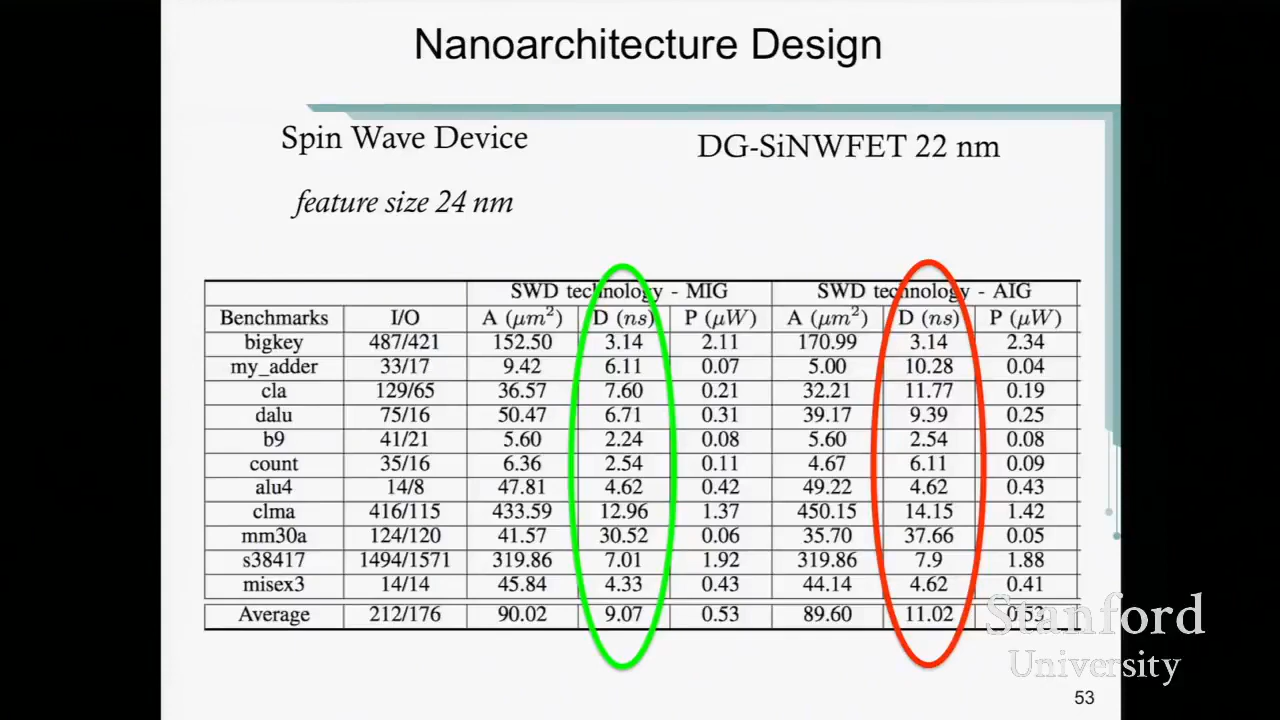 Nanoarchitecture Design
Spin Wave Device
DG-SiNWFET 22 nm
feature size 24 nm
SWD technology - MIG SWD technology - AIG
Benchmarks I/O A (μm²) D (ns) P (μW) A (μm²) D (ns) P (μW)
bigkey 487/421 152.50 3.14 2.11 170.99 3.14 2.34
my_adder 33/17 9.42 6.11 0.07 5.00 10.28 0.04
cla 129/65 36.57 7.60 0.21 32.21 11.77 0.19
dalu 75/16 50.47 6.71 0.31 39.17 9.39 0.25
b9 41/21 5.60 2.24 0.08 5.60 2.54 0.08
count 35/16 6.36 2.54 0.11 4.67 6.11 0.09
alu4 14/8 47.81 4.62 0.42 49.22 4.62 0.43
clma 416/115 433.59 12.96 1.37 450.15 14.15 1.42
mm30a 124/120 41.57 30.52 0.06 35.70 37.66 0.05
s38417 1494/1571 319.86 7.01 1.92 319.86 7.9 1.88
misex3 14/14 45.84 4.33 0.43 44.14 4.62 0.41
Average 212/176 90.02 9.07 0.53 89.60 11.02 0.53
Stanford
University
53